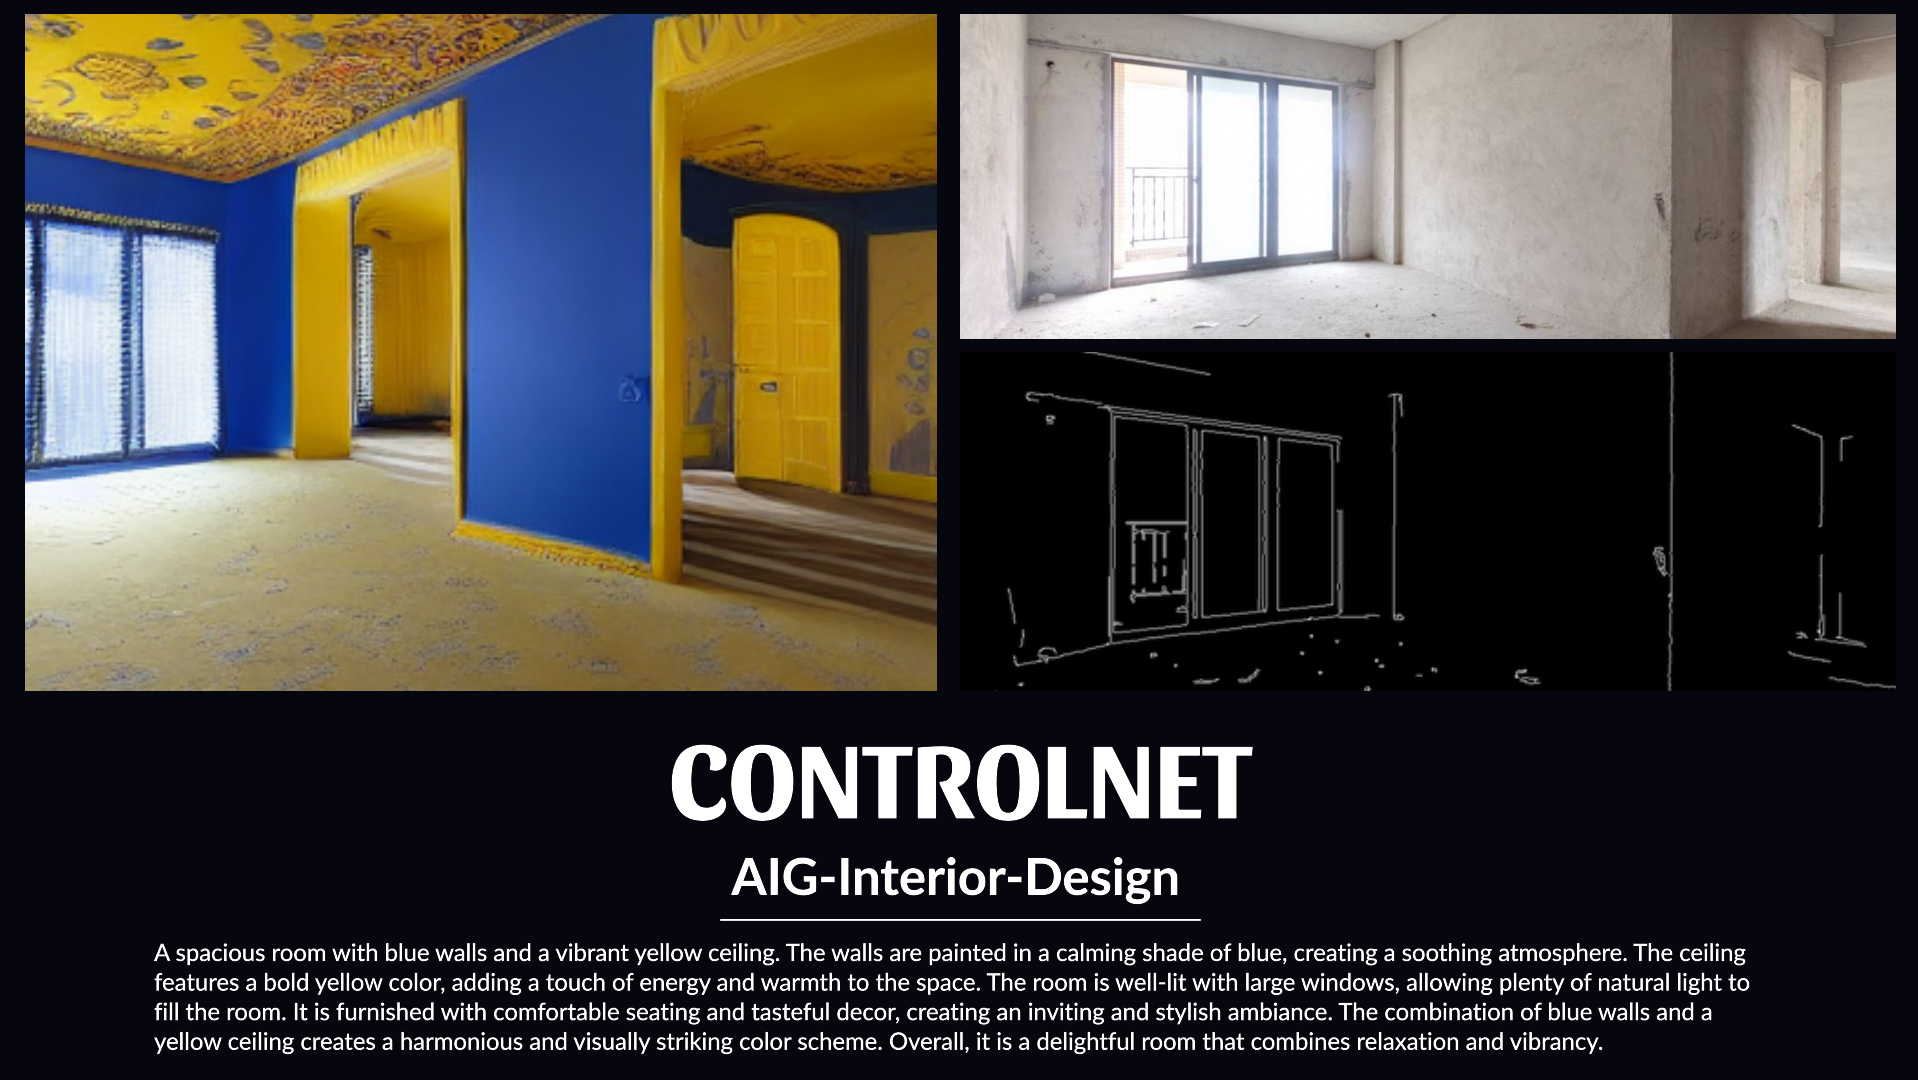 CONTROLNET
AIG-Interior-Design
A spacious room with blue walls and a vibrant yellow ceiling. The walls are painted in a calming shade of blue, creating a soothing atmosphere. The ceiling
features a bold yellow color, adding a touch of energy and warmth to the space. The room is well-lit with large windows, allowing plenty of natural light to
fill the room. It is furnished with comfortable seating and tasteful decor, creating an inviting and stylish ambiance. The combination of blue walls and a
yellow ceiling creates a harmonious and visually striking color scheme. Overall, it is a delightful room that combines relaxation and vibrancy.